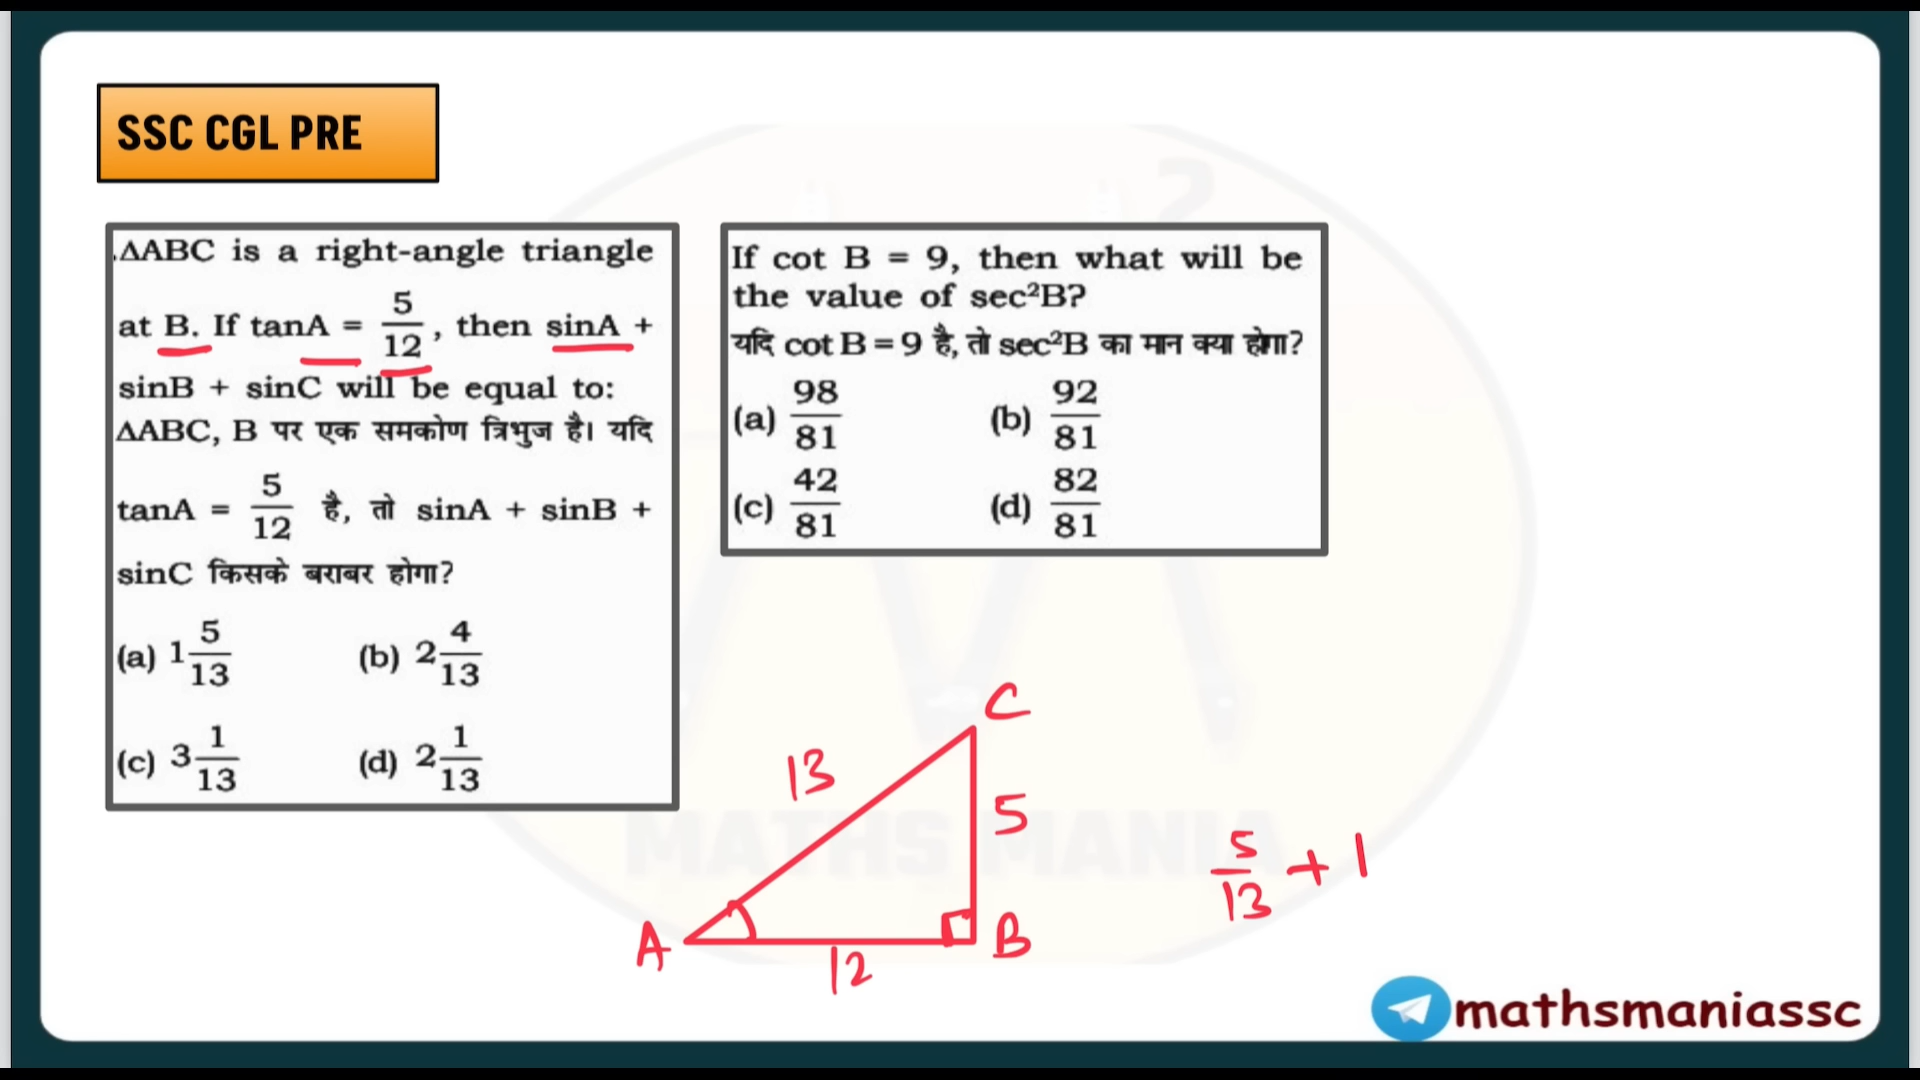 SSC CGL PRE
.ΔABC is a right-angle triangle
at B. If tanA = 5/12, then sinA +
sinB + sinC will be equal to:
ΔABC, B पर एक समकोण त्रिभुज है। यदि
tanA = 5/12 है, तो sinA + sinB +
sinC किसके बराबर होगा?
(a) 1 5/13 (b) 2 4/13
(c) 3 1/13 (d) 2 1/13
If cot B = 9, then what will be
the value of sec²B?
यदि cot B = 9 है, तो sec²B का मान क्या होगा?
(a) 98/81 (b) 92/81
(c) 42/81 (d) 82/81
C
13
5
A
B
12
5/13 + 1
MATHS MANIA
mathsmaniassc